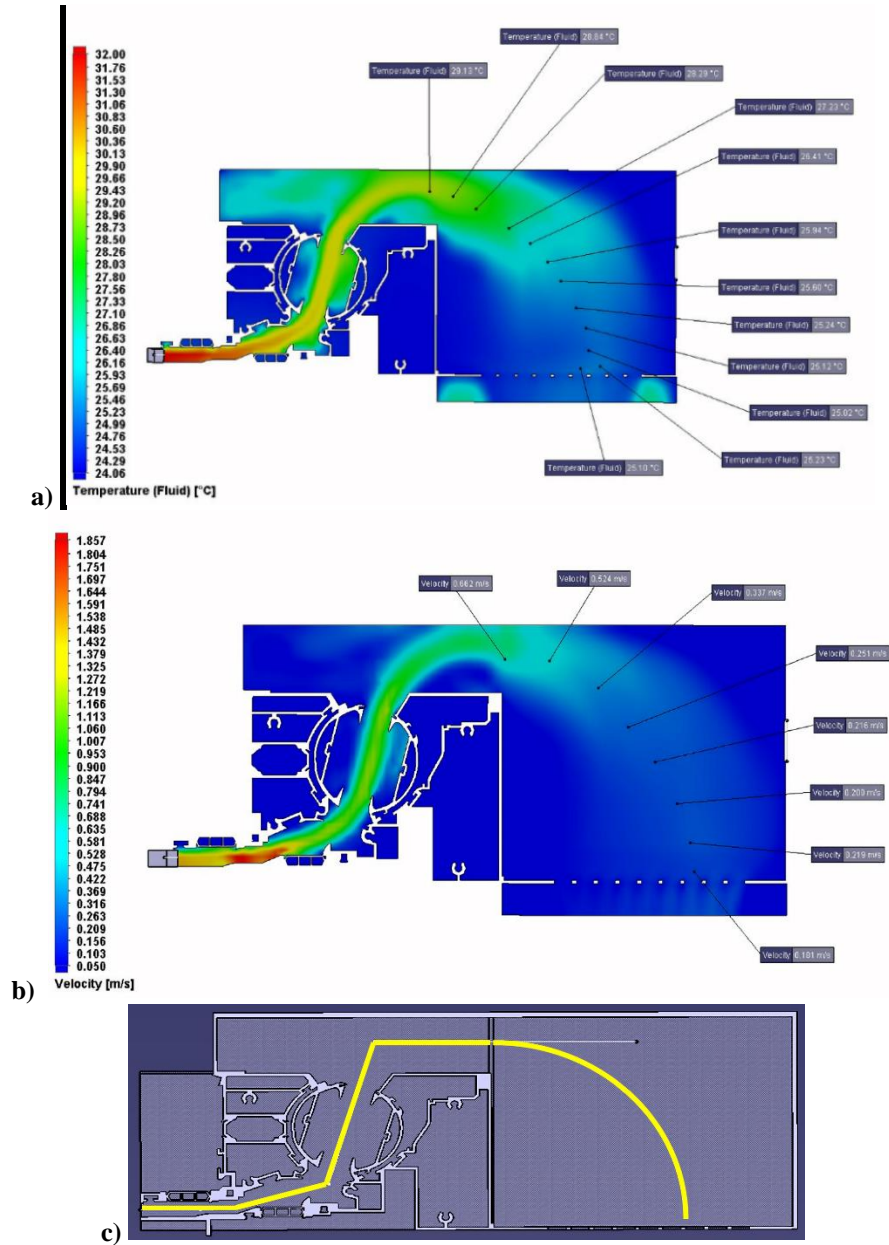 32.00
31.76
31.53
31.30
31.06
30.83
30.60
30.36
30.13
29.90
29.66
29.43
29.20
28.96
28.73
28.50
28.26
28.03
27.80
27.56
27.33
27.10
26.86
26.63
26.40
26.16
25.93
25.69
25.46
25.23
24.99
24.76
24.53
24.29
24.06
Temperature (Fluid) [°C]
Temperature (Fluid) 28.84 °C
Temperature (Fluid) 29.13 °C
Temperature (Fluid) 28.29 °C
Temperature (Fluid) 27.23 °C
Temperature (Fluid) 26.41 °C
Temperature (Fluid) 25.94 °C
Temperature (Fluid) 25.60 °C
Temperature (Fluid) 25.24 °C
Temperature (Fluid) 25.12 °C
Temperature (Fluid) 25.02 °C
Temperature (Fluid) °C
Temperature (Fluid) 25.10 °C
a)
1.857
1.804
1.751
1.697
1.644
1.591
1.538
1.485
1.432
1.379
1.325
1.272
1.219
1.166
1.113
1.060
1.007
0.953
0.900
0.847
0.794
0.741
0.688
0.635
0.581
0.528
0.475
0.422
0.369
0.316
0.263
0.209
0.156
0.103
0.050
Velocity [m/s]
Velocity 0.662 m/s
Velocity 0.524 m/s
Velocity 0.337 m/s
Velocity 0.251 m/s
Velocity 0.216 m/s
Velocity m/s
Velocity 0.219 m/s
Velocity m/s
b)
c)